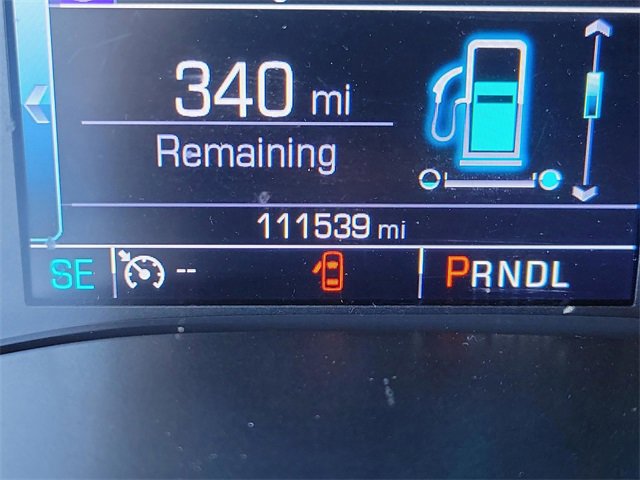 340 mi
Remaining
111539 mi
SE -- PRNDL